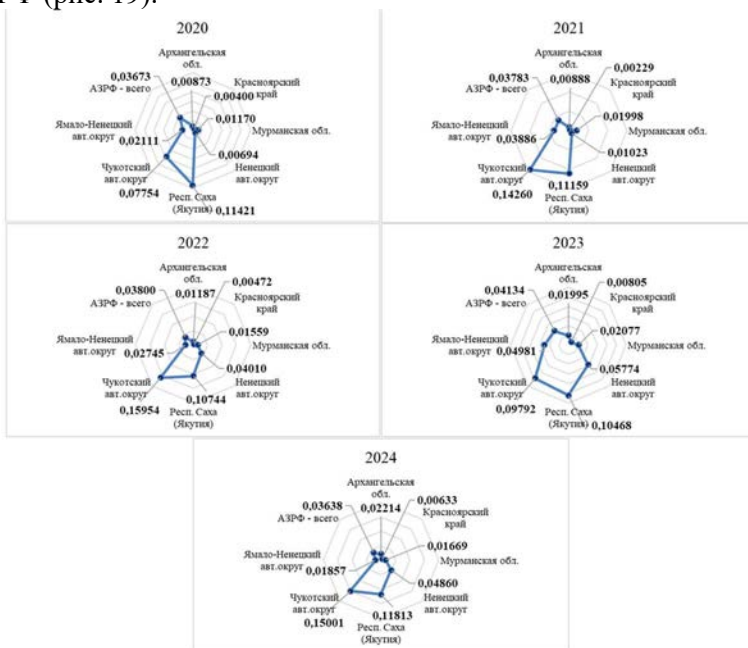 (рис. 19).
2020
Архангельская
обл.
0,00873
Красноярский
край
0,00400
0,01170
Мурманская обл.
0,00694
Ненецкий
авт.округ
0,11421
Респ. Саха
(Якутия)
0,07754
Чукотский
авт.округ
0,02111
Ямало-Ненецкий
авт.округ
0,03673
АЗРФ - всего
2021
Архангельская
обл.
0,00888
0,00229
Красноярский
край
0,01998
Мурманская обл.
0,01023
Ненецкий
авт.округ
0,11159
Респ. Саха
(Якутия)
Чукотский
авт.округ
0,14260
Ямало-Ненецкий
авт.округ
0,03886
0,03783
АЗРФ - всего
2022
Архангельская
обл.
0,01187
0,00472
Красноярский
край
0,01559
Мурманская обл.
0,04010
Ненецкий
авт.округ
0,10744
Респ. Саха
(Якутия)
Чукотский
авт.округ
0,15954
Ямало-Ненецкий
авт.округ
0,02745
0,03800
АЗРФ - всего
2023
Архангельская
обл.
0,01995
0,00805
Красноярский
край
0,02077
Мурманская обл.
0,05774
Ненецкий
авт.округ
Респ. Саха
(Якутия)
0,10468
Чукотский
авт.округ
0,09792
Ямало-Ненецкий
авт.округ
0,04981
0,04134
АЗРФ - всего
2024
Архангельская
обл.
0,02214
0,00633
Красноярский
край
0,01669
Мурманская обл.
0,04860
Ненецкий
авт.округ
0,11813
Респ. Саха
(Якутия)
Чукотский
авт.округ
0,15001
Ямало-Ненецкий
авт.округ
0,01857
0,03638
АЗРФ - всего